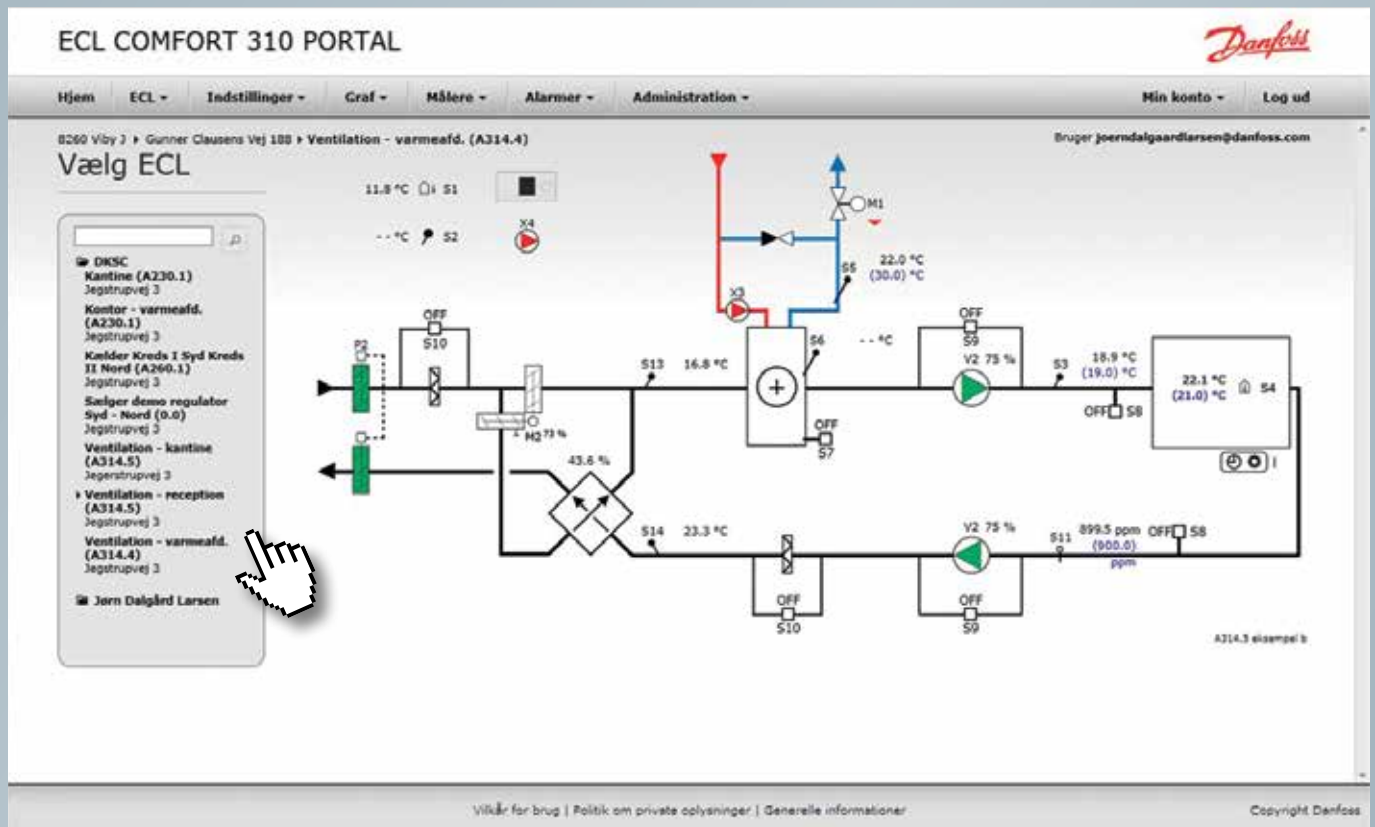 ECL COMFORT 310 PORTAL
Danfoss
Hjem ECL Indstillinger Graf Målere Alarmer Administration Min konto Log ud
8260 Viby J Gunner Clausens Vej 188 Ventilation - varmeafd. (A314.4)
Bruger joerndalgaardlarsen@danfoss.com
Vælg ECL
DKSC
Kantine (A230.1)
Jegstrupvej 3
Kontor - varmeafd.
(A230.1)
Jegstrupvej 3
Kælder Kreds I Syd Kreds
II Nord (A260.1)
Jegstrupvej 3
Sælger demo regulator
Syd - Nord (0.0)
Jegstrupvej 3
Ventilation - kantine
(A314.5)
Jegerstrupvej 3
Ventilation - reception
(A314.5)
Jegstrupvej 3
Ventilation - varmeafd.
(A314.4)
Jegstrupvej 3
Jørn Dalgård Larsen
11.8 °C S1
- - °C S2
X4
M1
S5 22.0 °C
(30.0) °C
X3
P2
OFF
S10
M2 73 %
S13 16.8 °C
S6 - - °C
OFF
S7
OFF
S9
V2 75 %
S3 18.9 °C
(19.0) °C
OFF S8
22.1 °C S4
(21.0) °C
I
43.6 %
S14 23.3 °C
OFF
S10
V2 75 %
OFF
S9
S11 899.5 ppm
(900.0)
ppm
OFF S8
A314.5 eksempel b
Vilkår for brug | Politik om private oplysninger | Generelle informationer
Copyright Danfoss